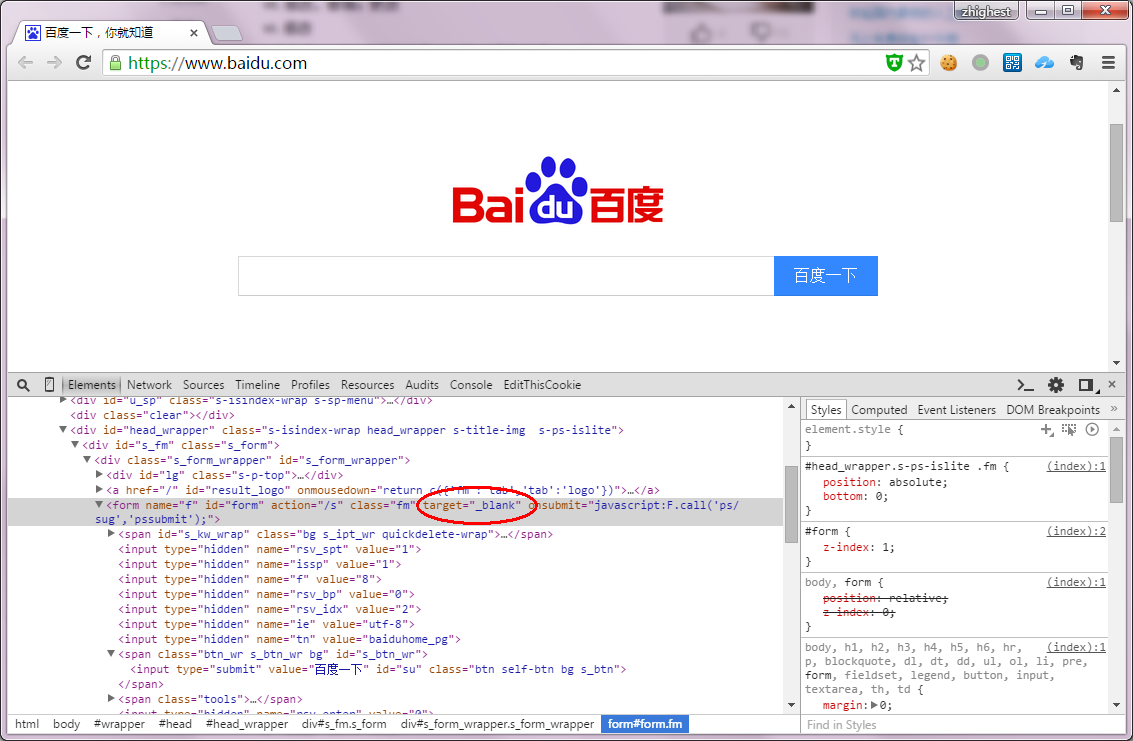 zhighest
百度一下，你就知道
https://www.baidu.com
Bai du 百度
百度一下
Elements Network Sources Timeline Profiles Resources Audits Console EditThisCookie
<div id="u_sp" class="s-isindex-wrap s-sp-menu">…</div>
<div class="clear"></div>
<div id="head_wrapper" class="s-isindex-wrap head_wrapper s-title-img  s-ps-islite">
<div id="s_fm" class="s_form">
<div class="s_form_wrapper" id="s_form_wrapper">
<div id="lg" class="s-p-top">…</div>
<a href="/" id="result_logo" onmousedown="return c({'fm':'tab','tab':'logo'})">…</a>
<form name="f" id="form" action="/s" class="fm" target="_blank" onsubmit="javascript:F.call('ps/
sug','pssubmit');">
<span id="s_kw_wrap" class="bg s_ipt_wr quickdelete-wrap">…</span>
<input type="hidden" name="rsv_spt" value="1">
<input type="hidden" name="issp" value="1">
<input type="hidden" name="f" value="8">
<input type="hidden" name="rsv_bp" value="0">
<input type="hidden" name="rsv_idx" value="2">
<input type="hidden" name="ie" value="utf-8">
<input type="hidden" name="tn" value="baiduhome_pg">
<span class="btn_wr s_btn_wr bg" id="s_btn_wr">
<input type="submit" value="百度一下" id="su" class="btn self-btn bg s_btn">
</span>
<span class="tools">…</span>
<input type="hidden" name="rsv_enter" value="0">
html body #wrapper #head #head_wrapper div#s_fm.s_form div#s_form_wrapper.s_form_wrapper form#form.fm
Styles Computed Event Listeners DOM Breakpoints »
element.style {
}
#head_wrapper.s-ps-islite .fm { (index):1
position: absolute;
bottom: 0;
}
#form { (index):2
z-index: 1;
}
body, form { (index):1
position: relative;
z-index: 0;
}
body, h1, h2, h3, h4, h5, h6, hr, (index):1
p, blockquote, dl, dt, dd, ul, ol, li, pre,
form, fieldset, legend, button, input,
textarea, th, td {
margin: 0;
Find in Styles